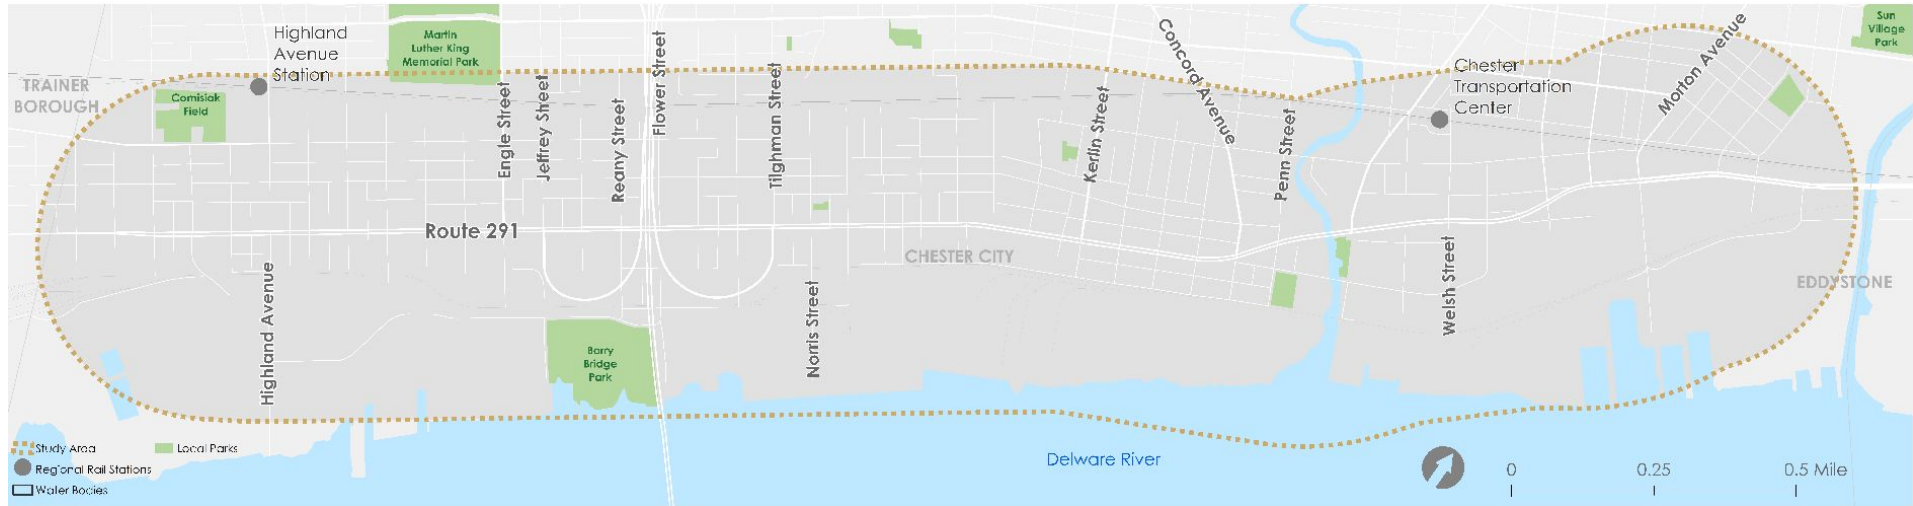 Highland
Avenue
Station
Martin
Luther King
Memorial Park
Flower Street
Concord Avenue
Morton Avenue
Sun
Village
Park
TRAINER
BOROUGH
Comisiak
Field
Chester
Transportation
Center
Engle Street
Jeffrey Street
Reany Street
Tilghman Street
Kerlin Street
Penn Street
Route 291
CHESTER CITY
EDDYSTONE
Highland Avenue
Norris Street
Welsh Street
Barry
Bridge
Park
Study Area
Local Parks
Regional Rail Stations
Water Bodies
Delware River
0 0.25 0.5 Mile